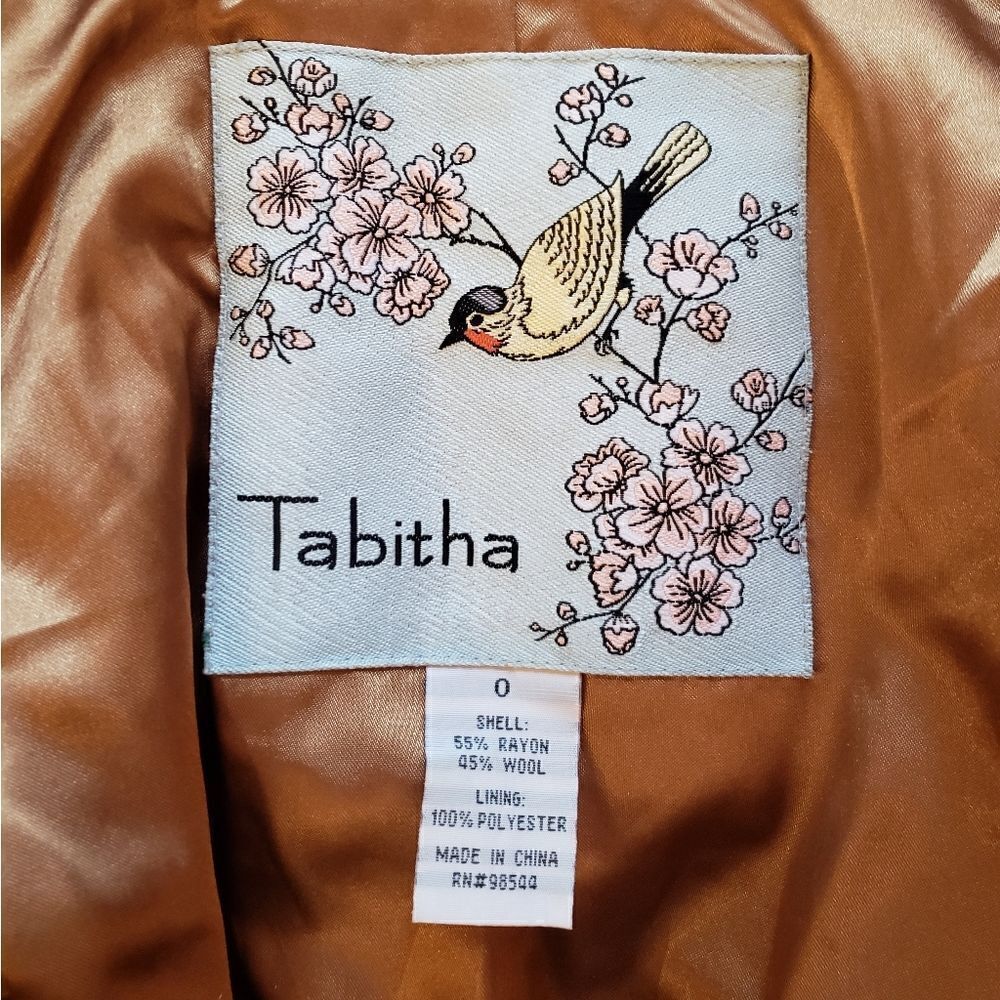 Tabitha
0
SHELL:
55% RAYON
45% WOOL
LINING:
100% POLYESTER
MADE IN CHINA
RN#98544